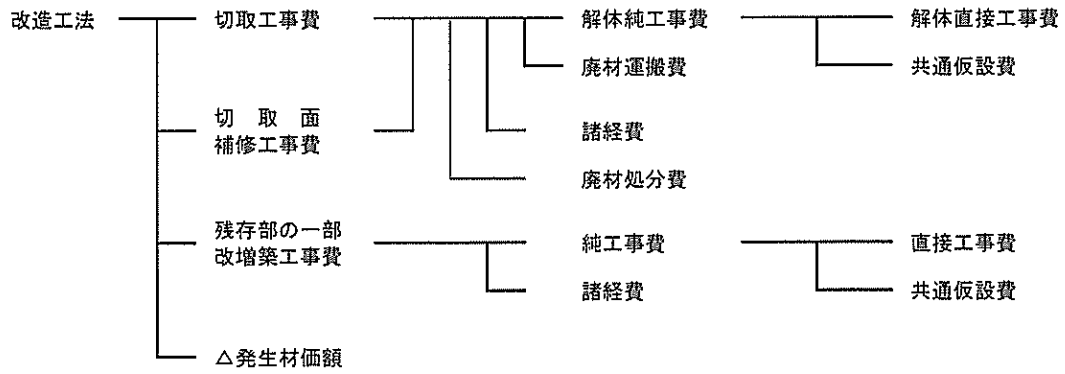 改造工法 切取工事費 解体純工事費 解体直接工事費
廃材運搬費 共通仮設費
切取面
補修工事費 諸経費
廃材処分費
残存部の一部
改増築工事費 純工事費 直接工事費
諸経費 共通仮設費
△発生材価額